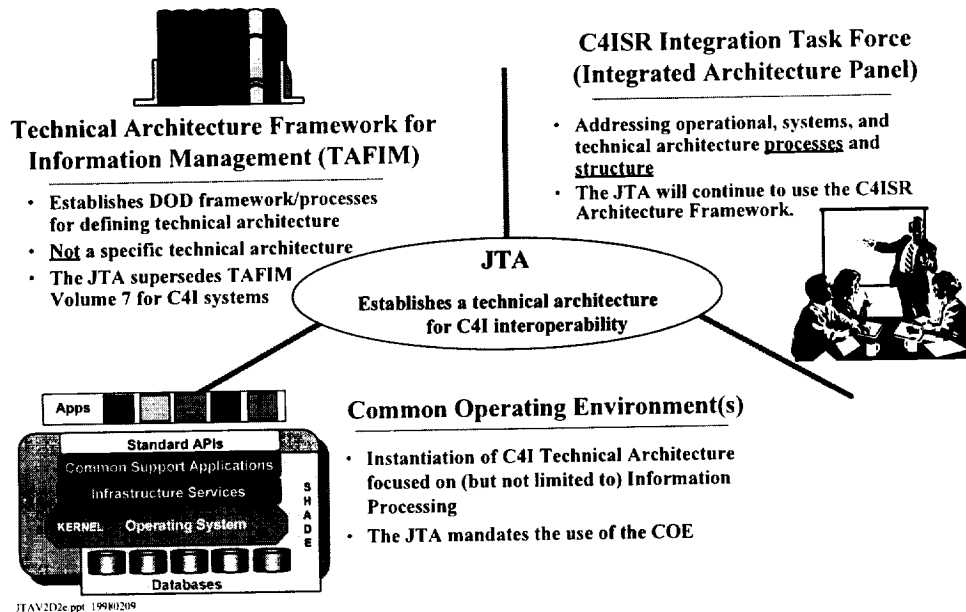 Technical Architecture Framework for
Information Management (TAFIM)
• Establishes DOD framework/processes
for defining technical architecture
• Not a specific technical architecture
• The JTA supersedes TAFIM
Volume 7 for C4I systems
C4ISR Integration Task Force
(Integrated Architecture Panel)
• Addressing operational, systems, and
technical architecture processes and
structure
• The JTA will continue to use the C4ISR
Architecture Framework.
JTA
Establishes a technical architecture
for C4I interoperability
Apps
Standard APIs
Common Support Applications
Infrastructure Services
KERNEL Operating System
SHADE
Databases
Common Operating Environment(s)
• Instantiation of C4I Technical Architecture
focused on (but not limited to) Information
Processing
• The JTA mandates the use of the COE
JTAV2D2e.ppt 19980209